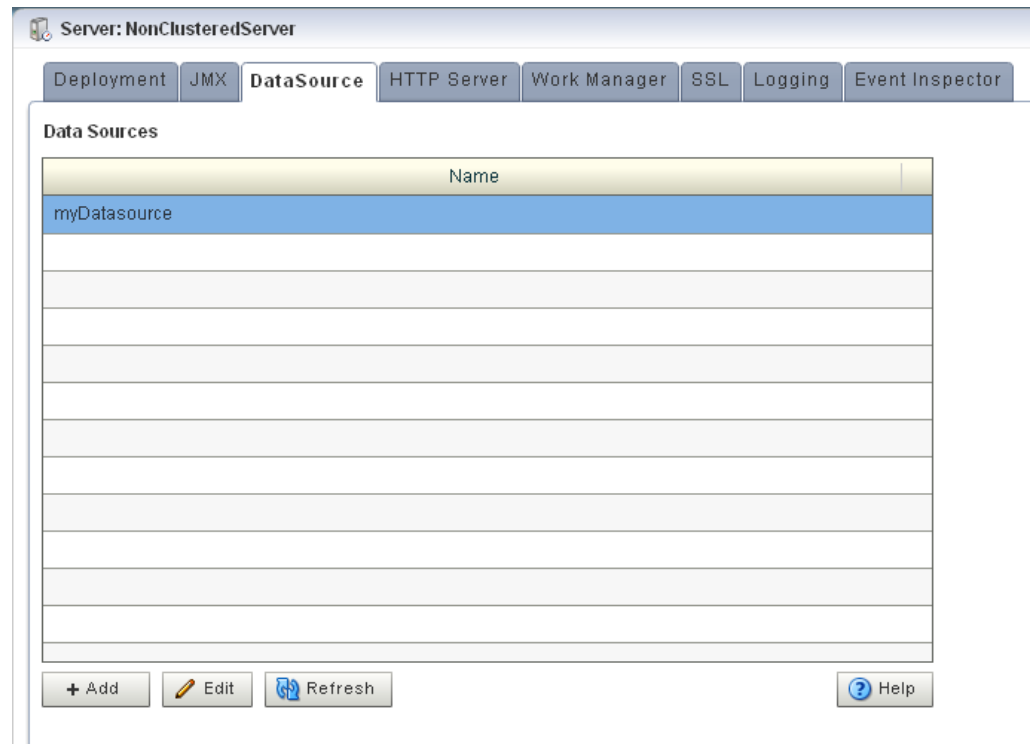 Server: NonClusteredServer
Deployment JMX DataSource HTTP Server Work Manager SSL Logging Event Inspector
Data Sources
Name
myDatasource
+ Add Edit Refresh ? Help